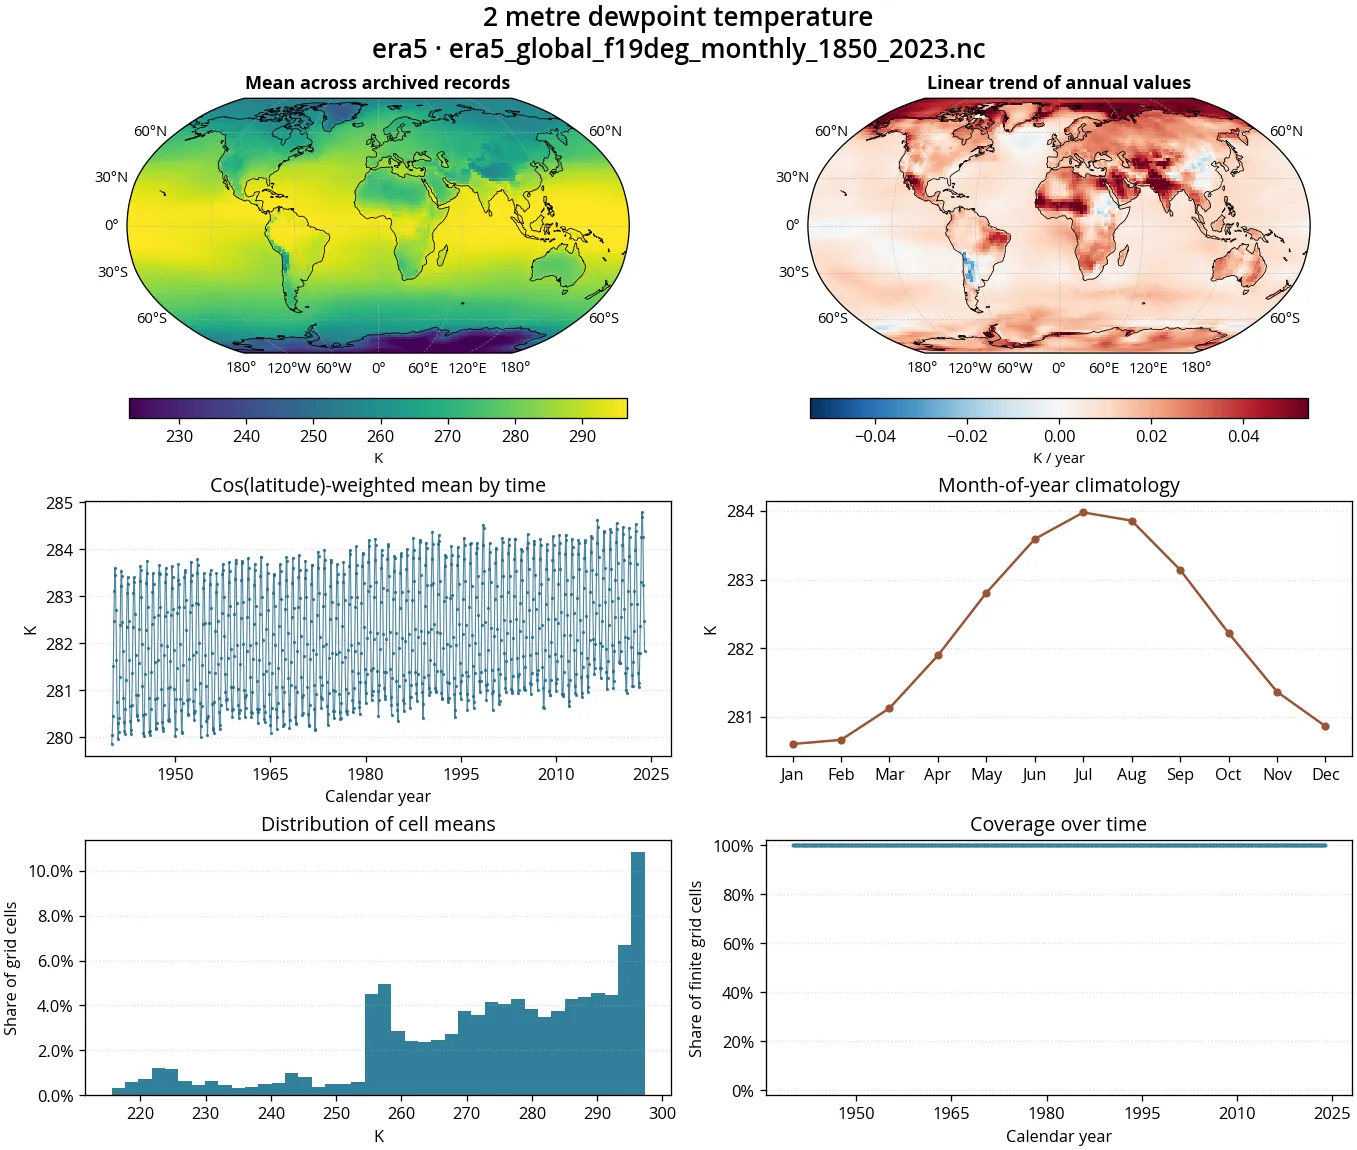 2 metre dewpoint temperature
era5 · era5_global_f19deg_monthly_1850_2023.nc
Mean across archived records
60°N 60°N
30°N
0°
30°S
60°S 60°S
180° 120°W 60°W 0° 60°E 120°E 180°
230 240 250 260 270 280 290
K
Linear trend of annual values
60°N 60°N
30°N
0°
30°S
60°S 60°S
180° 120°W 60°W 0° 60°E 120°E 180°
−0.04 −0.02 0.00 0.02 0.04
K / year
Cos(latitude)-weighted mean by time
285
284
283
282
281
280
K
1950 1965 1980 1995 2010 2025
Calendar year
Month-of-year climatology
284
283
282
281
K
Jan Feb Mar Apr May Jun Jul Aug Sep Oct Nov Dec
Distribution of cell means
10.0%
8.0%
6.0%
4.0%
2.0%
0.0%
Share of grid cells
220 230 240 250 260 270 280 290 300
K
Coverage over time
100%
80%
60%
40%
20%
0%
Share of finite grid cells
1950 1965 1980 1995 2010 2025
Calendar year